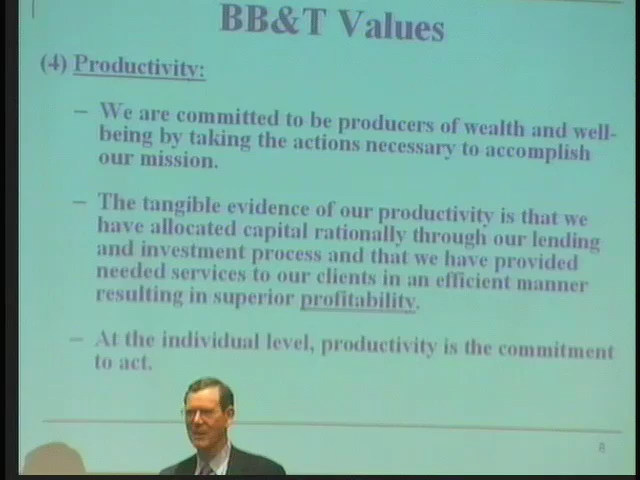 BB&T Values
(4) Productivity:
– We are committed to be producers of wealth and well-
being by taking the actions necessary to accomplish
our mission.
– The tangible evidence of our productivity is that we
have allocated capital rationally through our lending
and investment process and that we have provided
needed services to our clients in an efficient manner
resulting in superior profitability.
– At the individual level, productivity is the commitment
to act.
8